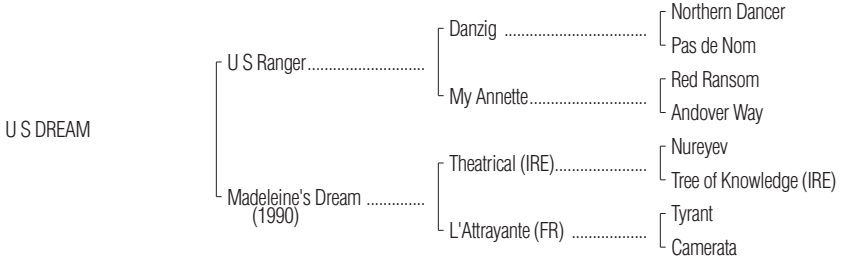 Northern Dancer
Danzig ..................................
Pas de Nom
U S Ranger............................
Red Ransom
My Annette............................
Andover Way
U S DREAM
Nureyev
Theatrical (IRE)......................
Tree of Knowledge (IRE)
Madeleine's Dream ..............
(1990)
Tyrant
L'Attrayante (FR) ..................
Camerata